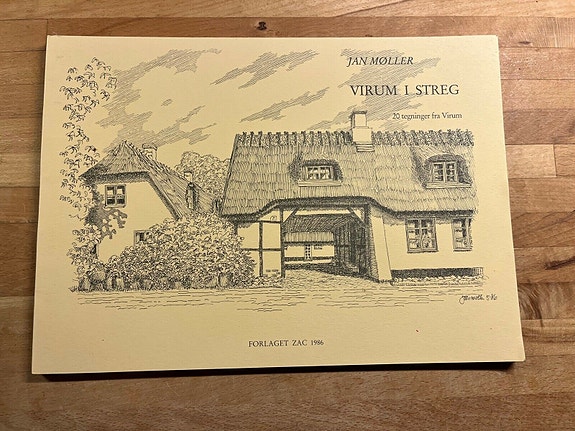 JAN MØLLER
VIRUM I STREG
20 tegninger fra Virum
FORLAGET ZAC 1986